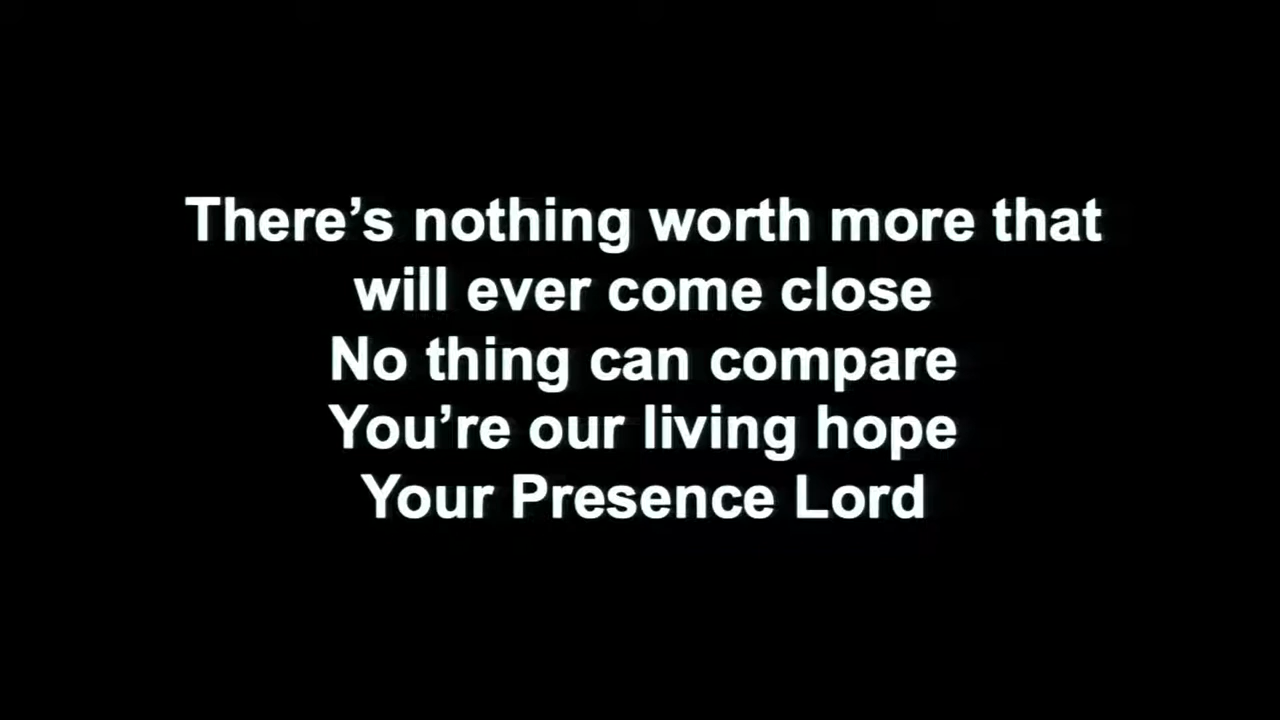 There’s nothing worth more that
will ever come close
No thing can compare
You’re our living hope
Your Presence Lord